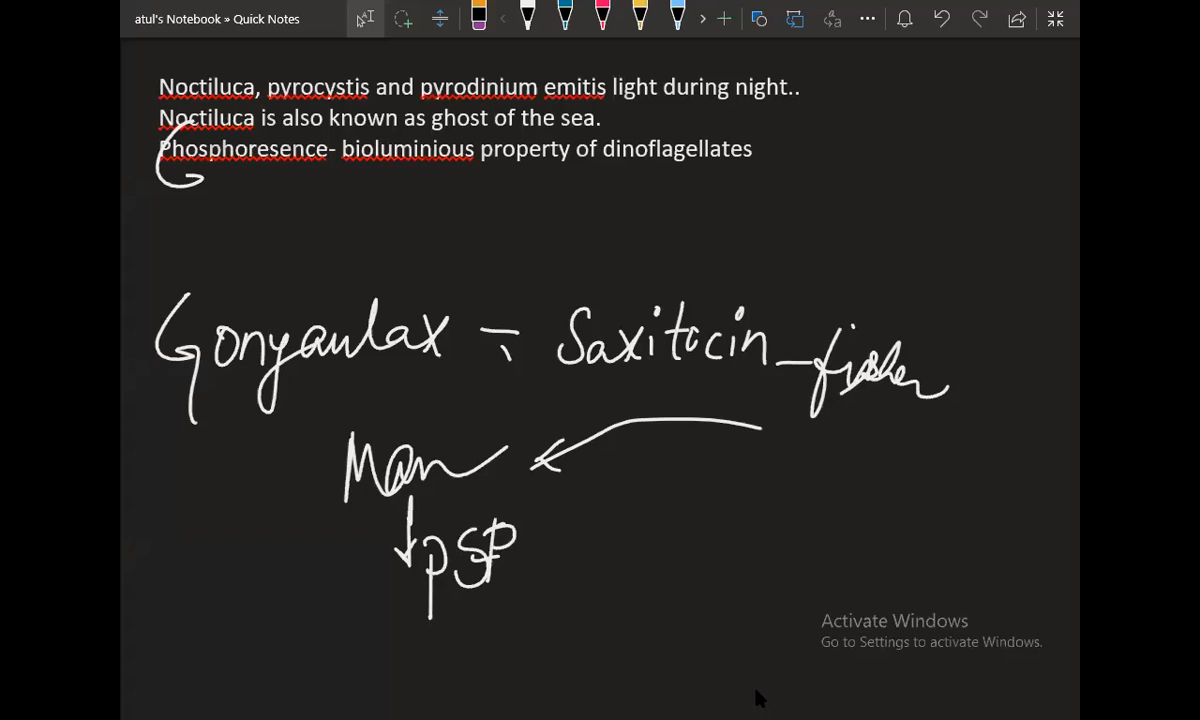 atul's Notebook » Quick Notes
Noctiluca, pyrocystis and pyrodinium emitis light during night..
Noctiluca is also known as ghost of the sea.
Phosphoresence- bioluminious property of dinoflagellates
G
Gonyaulax = Saxitocin - fishes
Man
PSP
Activate Windows
Go to Settings to activate Windows.